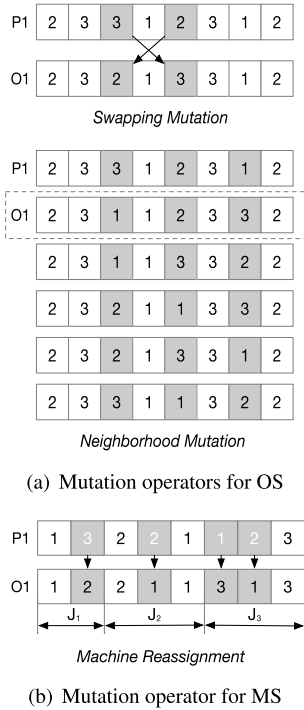 P1 2 3 3 1 2 3 1 2
O1 2 3 2 1 3 3 1 2
Swapping Mutation
P1 2 3 3 1 2 3 1 2
O1 2 3 1 1 2 3 3 2
2 3 1 1 3 3 2 2
2 3 2 1 1 3 3 2
2 3 2 1 3 3 1 2
2 3 3 1 1 3 2 2
Neighborhood Mutation
(a) Mutation operators for OS
P1 1 3 2 2 1 1 2 3
O1 1 2 2 1 1 3 1 3
J1 J2 J3
Machine Reassignment
(b) Mutation operator for MS